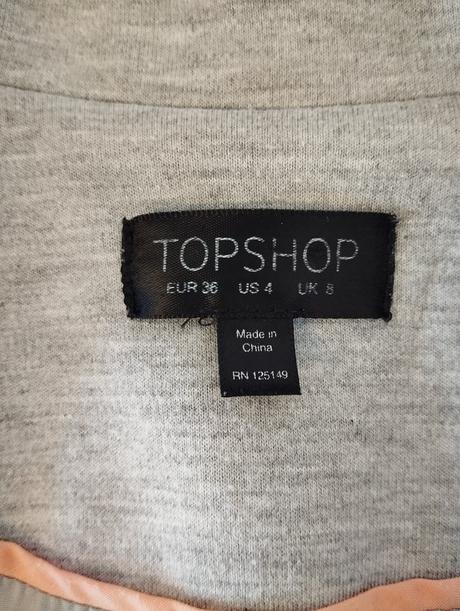 TOPSHOP
EUR 36 US 4 UK 8
Made in
China
RN 125149